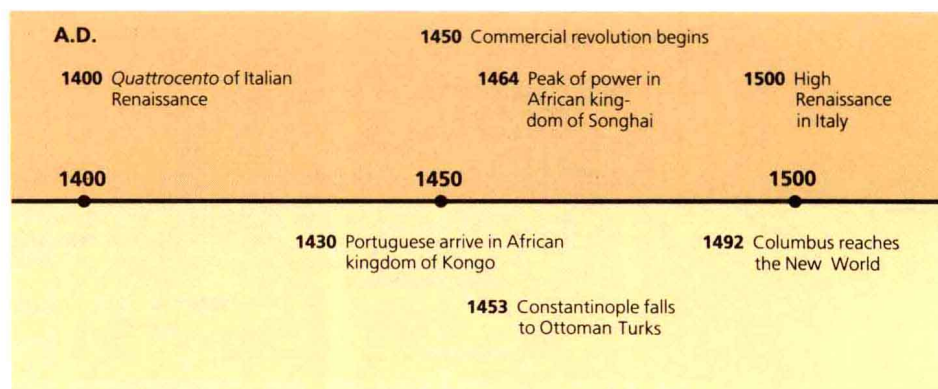 A.D.
1450 Commercial revolution begins
1400 Quattrocento of Italian
Renaissance
1464 Peak of power in
African king-
dom of Songhai
1500 High
Renaissance
in Italy
1400
1450
1500
1430 Portuguese arrive in African
kingdom of Kongo
1492 Columbus reaches
the New World
1453 Constantinople falls
to Ottoman Turks